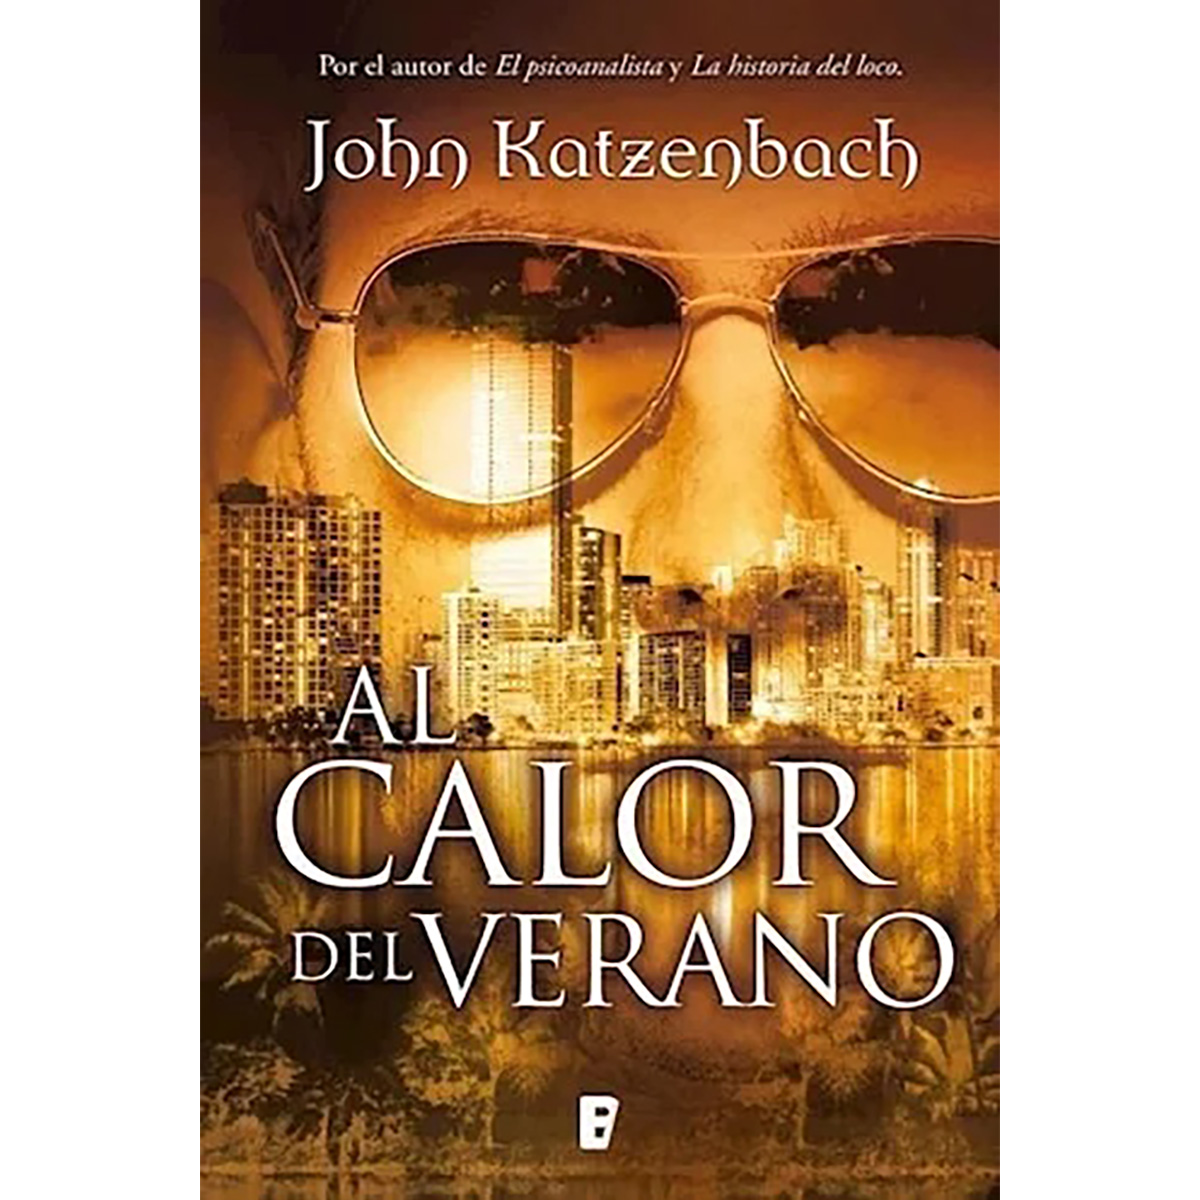 Por el autor de El psicoanalista y La historia del loco.
John Katzenbach
AL
CALOR
DEL VERANO
B